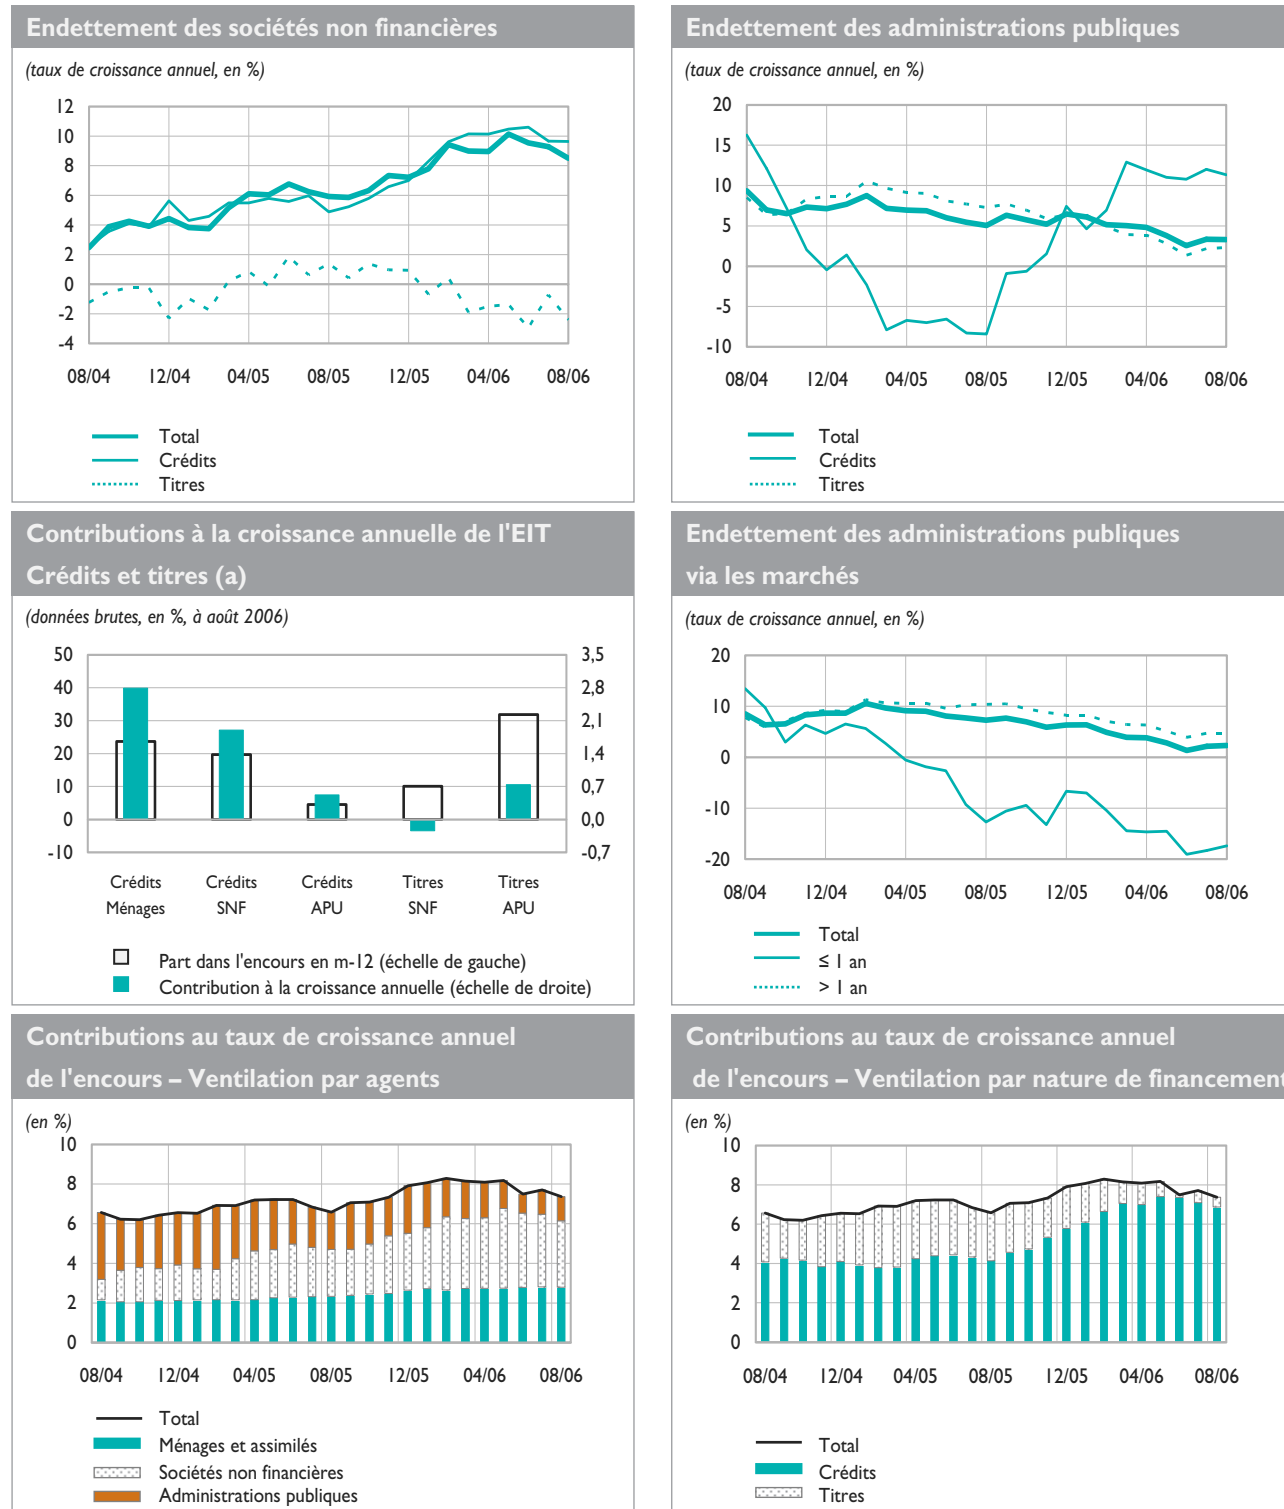 Endettement des sociétés non financières
(taux de croissance annuel, en %)
12
10
8
6
4
2
0
-2
-4
08/04 12/04 04/05 08/05 12/05 04/06 08/06
Total
Crédits
Titres
Endettement des administrations publiques
(taux de croissance annuel, en %)
20
15
10
5
0
-5
-10
08/04 12/04 04/05 08/05 12/05 04/06 08/06
Total
Crédits
Titres
Contributions à la croissance annuelle de l'EIT
Crédits et titres (a)
(données brutes, en %, à août 2006)
50 3,5
40 2,8
30 2,1
20 1,4
10 0,7
0 0,0
-10 -0,7
Crédits Crédits Crédits Titres Titres
Ménages SNF APU SNF APU
Part dans l'encours en m-12 (échelle de gauche)
Contribution à la croissance annuelle (échelle de droite)
Endettement des administrations publiques
via les marchés
(taux de croissance annuel, en %)
20
10
0
-10
-20
08/04 12/04 04/05 08/05 12/05 04/06 08/06
Total
≤ 1 an
> 1 an
Contributions au taux de croissance annuel
de l'encours – Ventilation par agents
(en %)
10
8
6
4
2
0
08/04 12/04 04/05 08/05 12/05 04/06 08/06
Total
Ménages et assimilés
Sociétés non financières
Administrations publiques
Contributions au taux de croissance annuel
de l'encours – Ventilation par nature de financement
(en %)
10
8
6
4
2
0
08/04 12/04 04/05 08/05 12/05 04/06 08/06
Total
Crédits
Titres